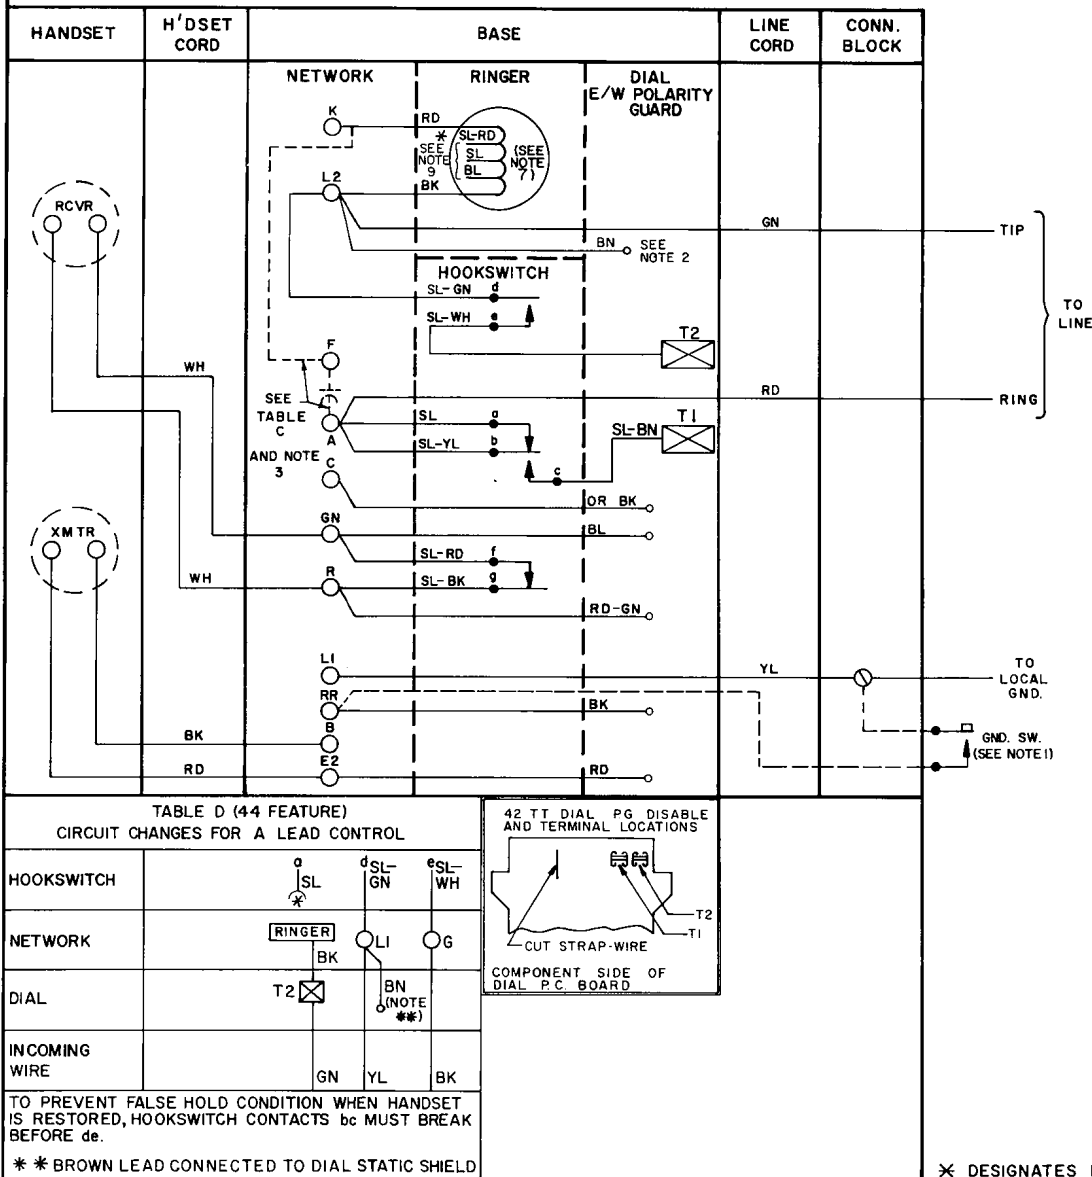 HANDSET
H'DSET
CORD
BASE
LINE
CORD
CONN.
BLOCK
NETWORK
RINGER
DIAL
E/W POLARITY
GUARD
K
RD
*
SL-RD
SEE
NOTE
9
SL
BL
(SEE
NOTE
7)
L2
BK
RCVR
GN
TIP
BN
SEE
NOTE 2
HOOKSWITCH
SL-GN
d
SL-WH
e
T2
TO
LINE
F
WH
RD
RING
SEE
TABLE
C
AND NOTE
3
A
SL
a
SL-YL
b
SL-BN
T1
C
c
OR BK
XMTR
GN
BL
SL-RD
f
WH
R
SL-BK
g
RD-GN
L1
YL
TO
LOCAL
GND.
RR
BK
B
BK
GND. SW.
(SEE NOTE 1)
E2
RD
RD
TABLE D (44 FEATURE)
CIRCUIT CHANGES FOR A LEAD CONTROL
HOOKSWITCH
a
SL
*
d
SL-
GN
e
SL-
WH
NETWORK
RINGER
BK
L1
G
DIAL
T2
BN
(NOTE
**)
INCOMING
WIRE
GN
YL
BK
TO PREVENT FALSE HOLD CONDITION WHEN HANDSET
IS RESTORED, HOOKSWITCH CONTACTS bc MUST BREAK
BEFORE de.
* * BROWN LEAD CONNECTED TO DIAL STATIC SHIELD
42 TT DIAL PG DISABLE
AND TERMINAL LOCATIONS
T2
T1
CUT STRAP-WIRE
COMPONENT SIDE OF
DIAL P.C. BOARD
* DESIGNATES